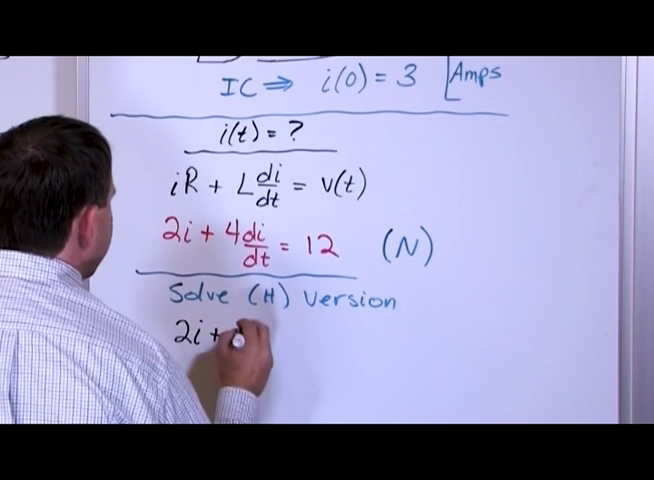 IC ⇒ i(0) = 3 Amps
i(t) = ?
iR + L di/dt = v(t)
2i + 4 di/dt = 12 (N)
Solve (H) Version
2i +